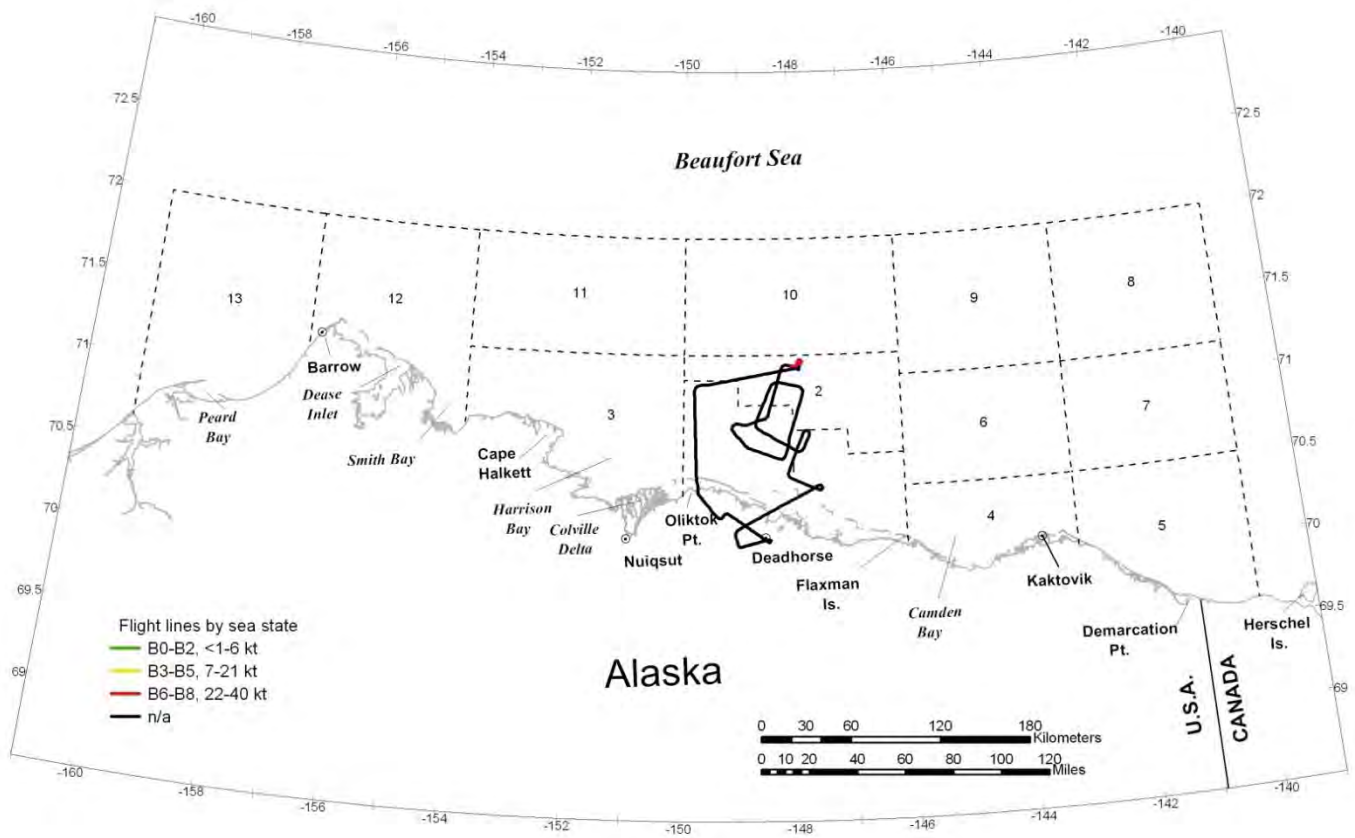 -160
-158
-156
-154
-152
-150
-148
-146
-144
-142
-140
72.5
72.5
Beaufort Sea
72
72
71.5
71.5
13
12
11
10
9
8
71
71
Barrow
Dease
Inlet
2
Peard
Bay
3
6
7
70.5
70.5
Smith Bay
Cape
Halkett
Harrison
Bay
Colville
Delta
Oliktok
Pt.
4
5
70
70
Nuiqsut
Deadhorse
Flaxman
Is.
Camden
Bay
Kaktovik
Demarcation
Pt.
Herschel
Is.
69.5
69.5
Alaska
U.S.A.
CANADA
69
69
Flight lines by sea state
B0-B2, <1-6 kt
B3-B5, 7-21 kt
B6-B8, 22-40 kt
n/a
0 30 60 120 180
Kilometers
0 10 20 40 60 80 100 120
Miles
-160
-158
-156
-154
-152
-150
-148
-146
-144
-142
-140